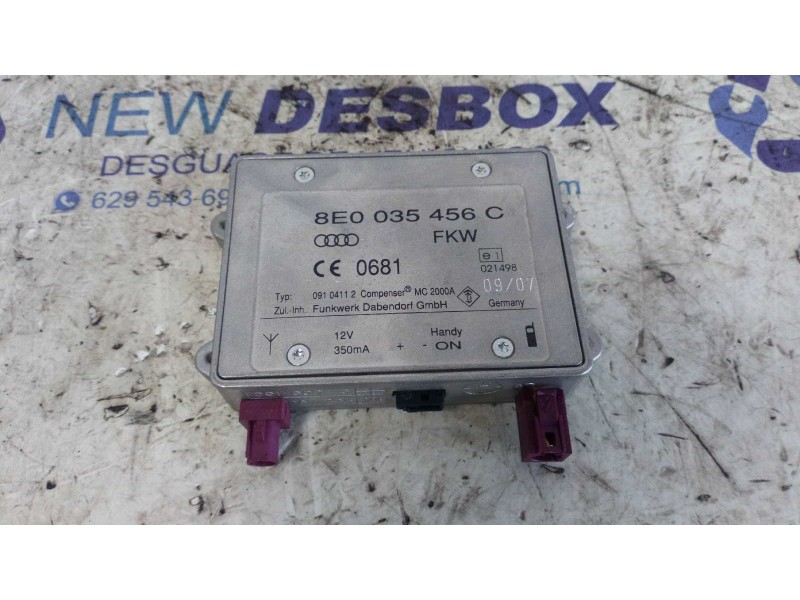 NEW DESBOX
DESGUA
629 543 69
8E0 035 456 C
FKW
CE 0681
e1
021498
09/07
Typ: 091 0411 2 Compenser® MC 2000A
Zul.-Inh. Funkwerk Dabendorf GmbH
Germany
12V
350mA
+ -
Handy
ON